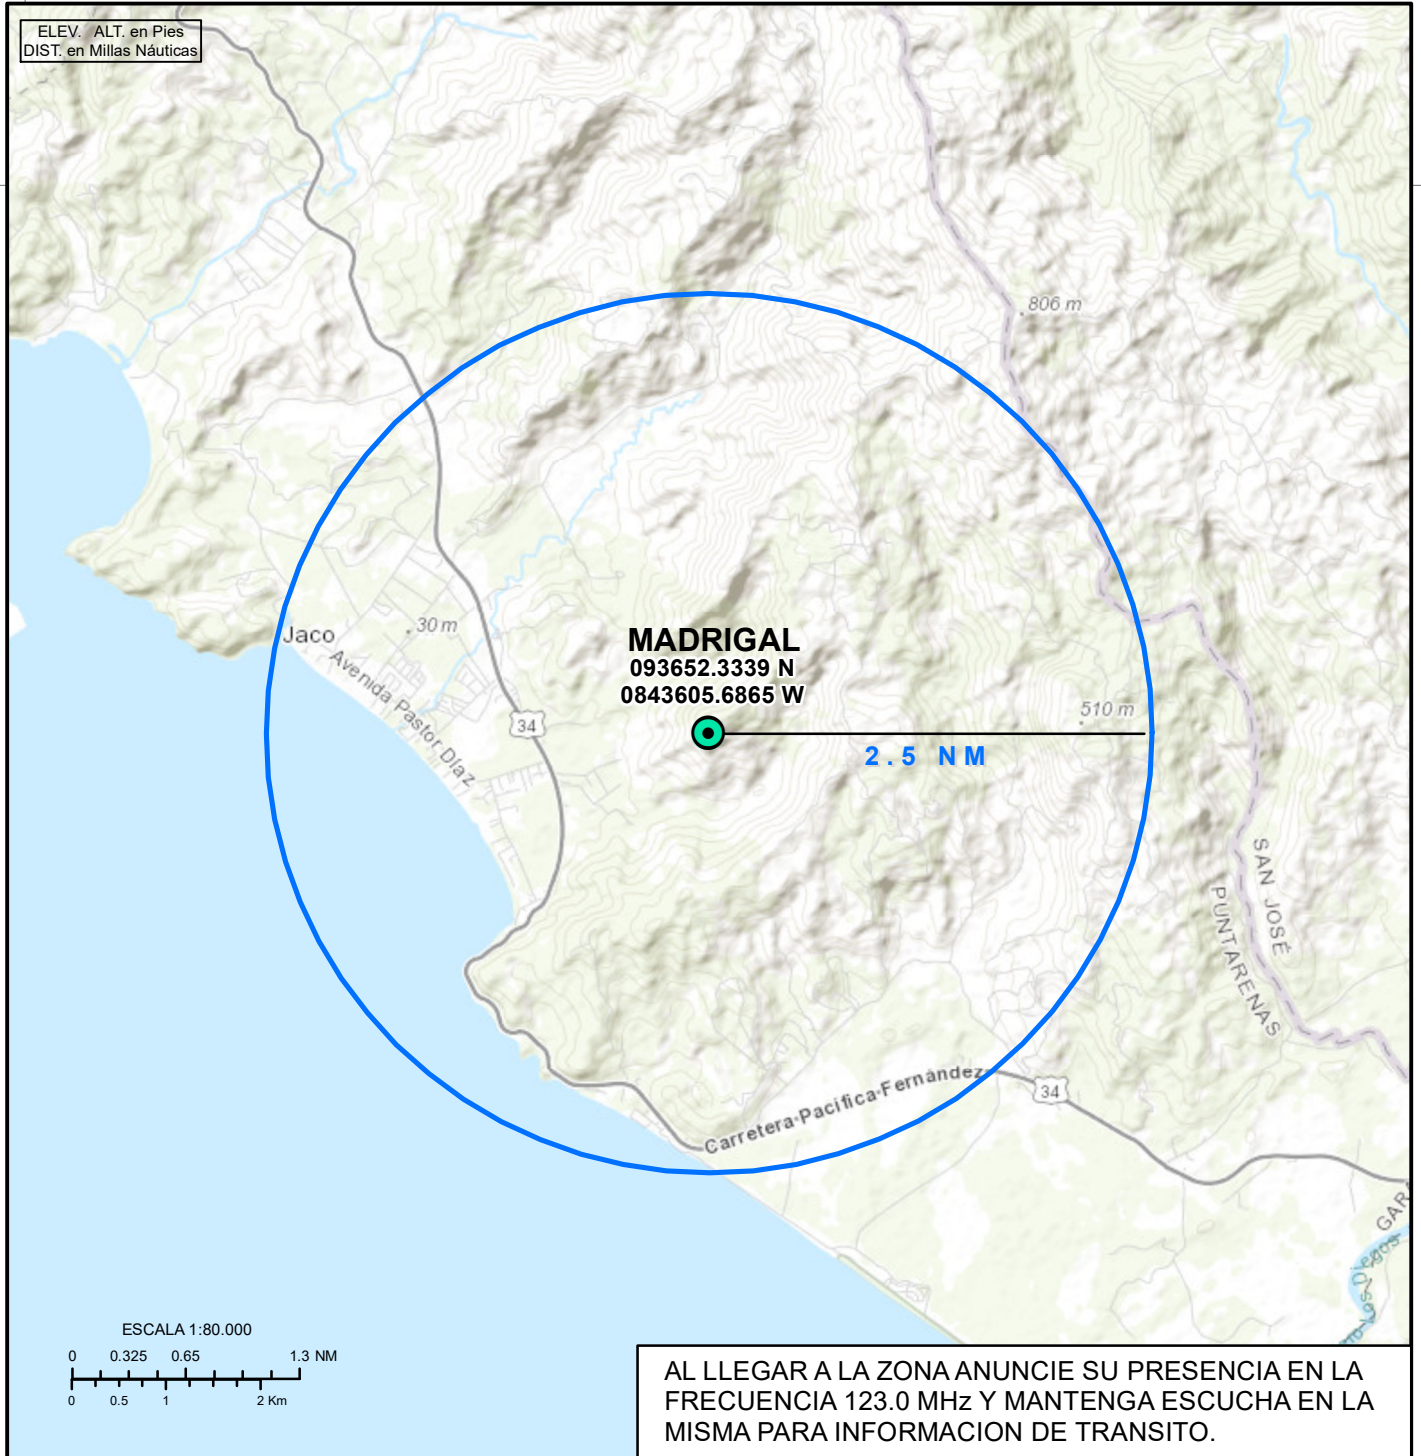 ELEV. ALT. en Pies
DIST. en Millas Náuticas
806 m
Jaco
30 m
Avenida Pastor Díaz
34
MADRIGAL
093652.3339 N
0843605.6865 W
510 m
2.5 NM
SAN JOSÉ
PUNTARENAS
Carretera Pacífica Fernández
34
GAR
ESCALA 1:80.000
0 0.325 0.65 1.3 NM
0 0.5 1 2 Km
AL LLEGAR A LA ZONA ANUNCIE SU PRESENCIA EN LA
FRECUENCIA 123.0 MHz Y MANTENGA ESCUCHA EN LA
MISMA PARA INFORMACION DE TRANSITO.